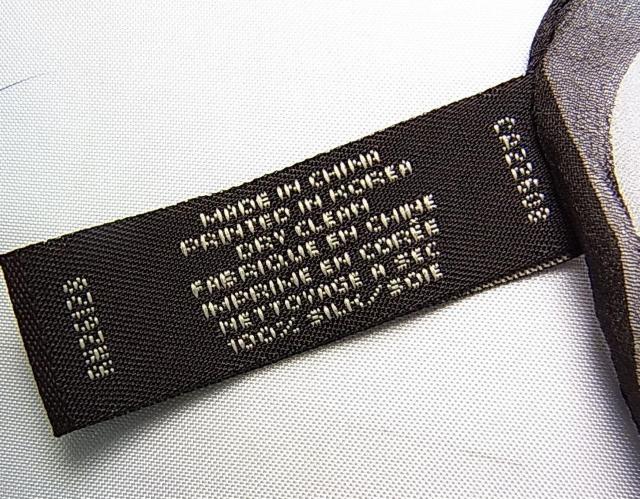 MADE IN CHINA
PRINTED IN KOREA
DRY CLEAN
FABRIQUE EN CHINE
IMPRIME EN COREE
NETTOYAGE A SEC
100% SILK/SOIE